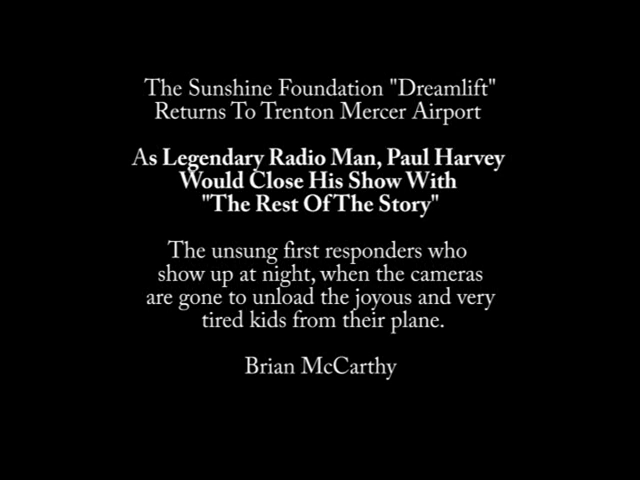 The Sunshine Foundation "Dreamlift"
Returns To Trenton Mercer Airport
As Legendary Radio Man, Paul Harvey
Would Close His Show With
"The Rest Of The Story"
The unsung first responders who
show up at night, when the cameras
are gone to unload the joyous and very
tired kids from their plane.
Brian McCarthy